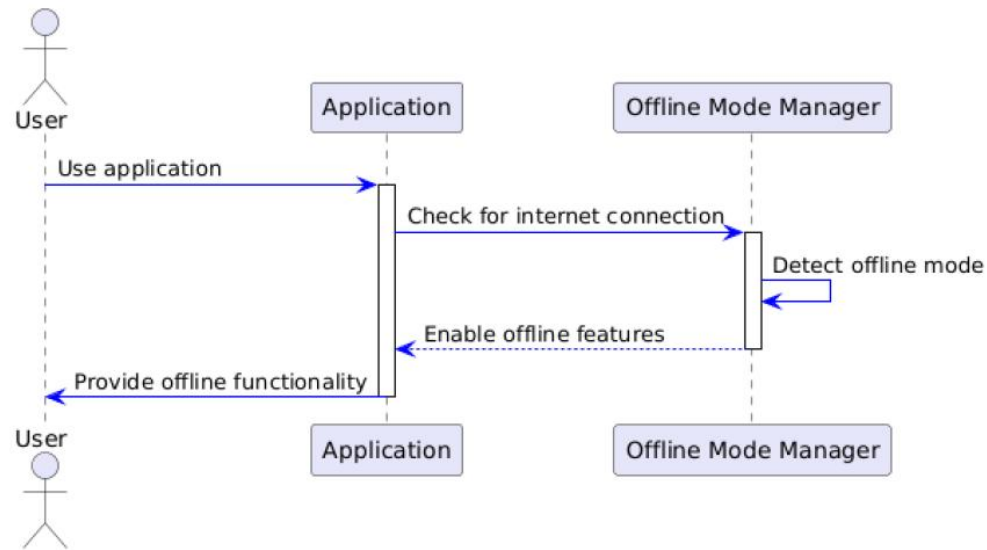 User
Application
Offline Mode Manager
Use application
Check for internet connection
Detect offline mode
Enable offline features
Provide offline functionality
User
Application
Offline Mode Manager